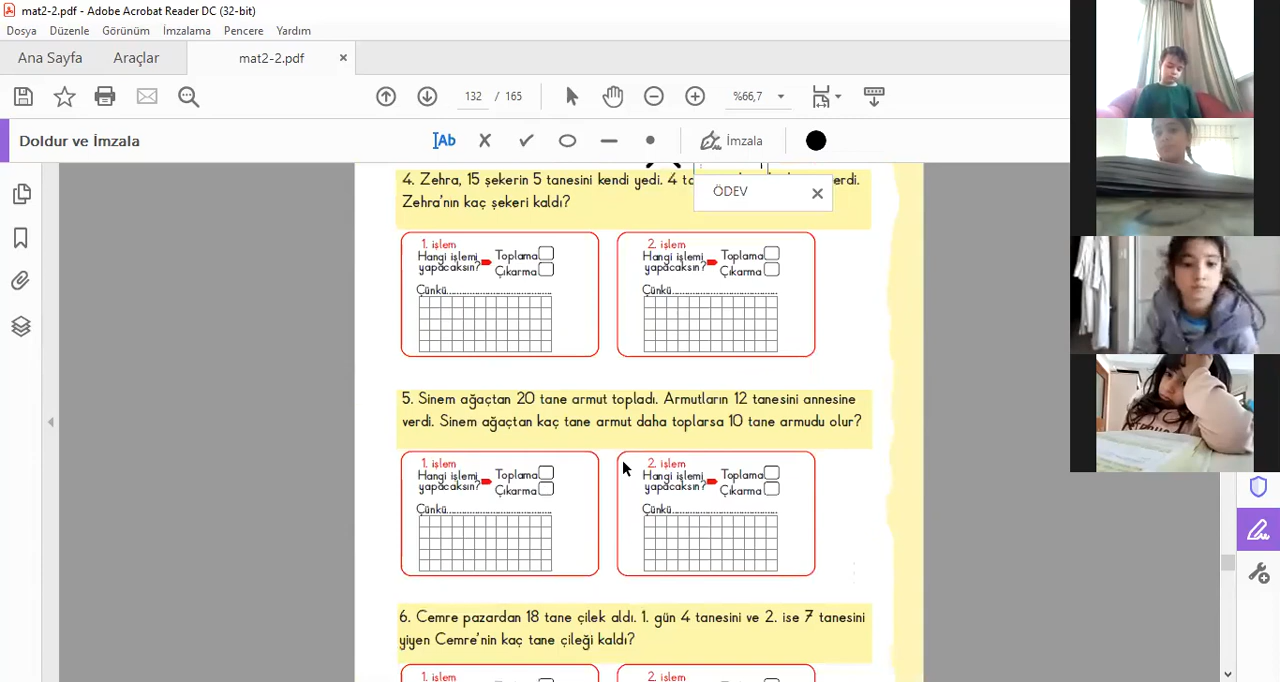 mat2-2.pdf - Adobe Acrobat Reader DC (32-bit)
Dosya Düzenle Görünüm İmzalama Pencere Yardım
Ana Sayfa Araçlar mat2-2.pdf ×
132 / 165 %66,7
Doldur ve İmzala
Ab İmzala
ÖDEV
4. Zehra, 15 şekerin 5 tanesini kendi yedi. 4
Zehra'nın kaç şekeri kaldı?
1. işlem
Hangi işlemi yapacaksın? Toplama
Çıkarma
Çünkü
2. işlem
Hangi işlemi yapacaksın? Toplama
Çıkarma
Çünkü
5. Sinem ağaçtan 20 tane armut topladı. Armutların 12 tanesini annesine
verdi. Sinem ağaçtan kaç tane armut daha toplarsa 10 tane armudu olur?
1. işlem
Hangi işlemi yapacaksın? Toplama
Çıkarma
Çünkü
2. işlem
Hangi işlemi yapacaksın? Toplama
Çıkarma
Çünkü
6. Cemre pazardan 18 tane çilek aldı. 1. gün 4 tanesini ve 2. ise 7 tanesini
yiyen Cemre'nin kaç tane çileği kaldı?
1. işlem
2. işlem